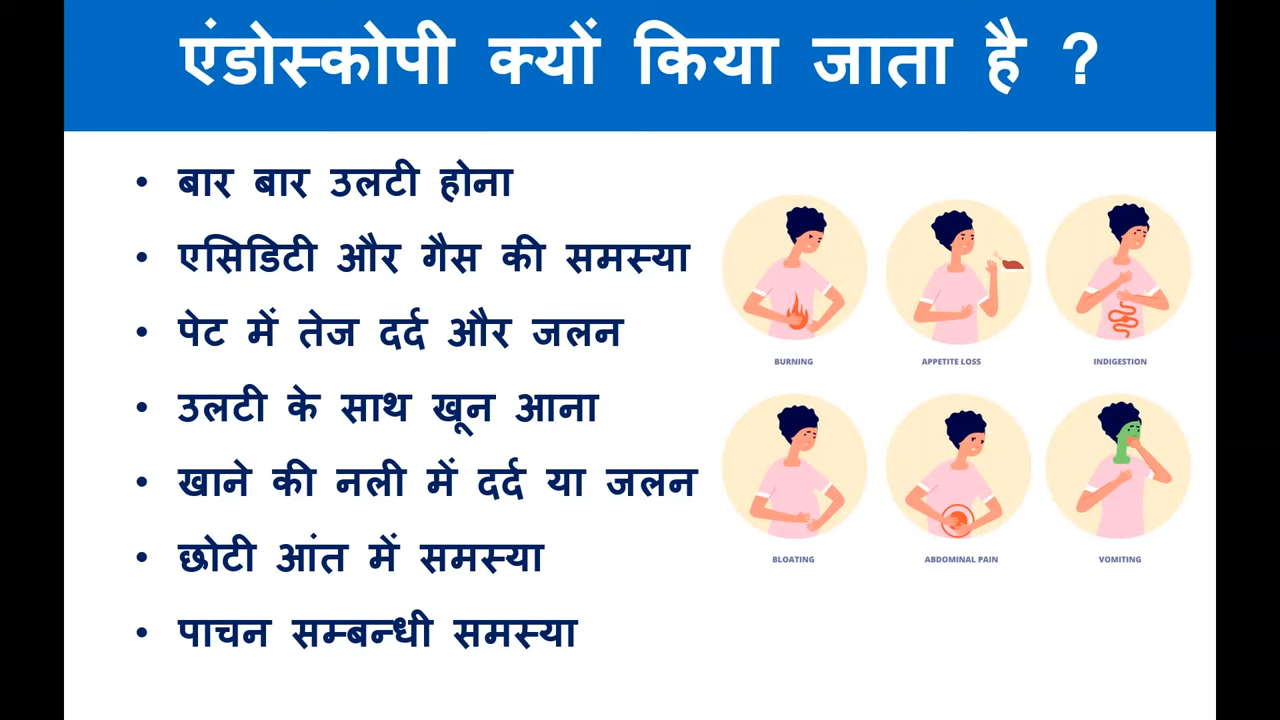 एंडोस्कोपी क्यों किया जाता है ?
• बार बार उलटी होना
• एसिडिटी और गैस की समस्या
• पेट में तेज दर्द और जलन
• उलटी के साथ खून आना
• खाने की नली में दर्द या जलन
• छोटी आंत में समस्या
• पाचन सम्बन्धी समस्या
BURNING
APPETITE LOSS
INDIGESTION
BLOATING
ABDOMINAL PAIN
VOMITING